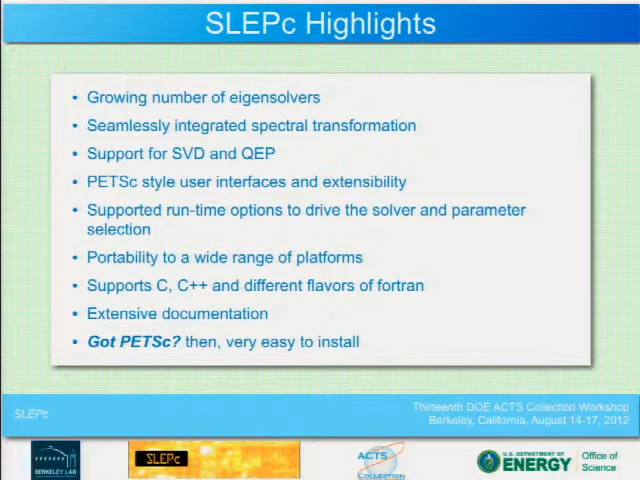 SLEPc Highlights
• Growing number of eigensolvers
• Seamlessly integrated spectral transformation
• Support for SVD and QEP
• PETSc style user interfaces and extensibility
• Supported run-time options to drive the solver and parameter
selection
• Portability to a wide range of platforms
• Supports C, C++ and different flavors of fortran
• Extensive documentation
• Got PETSc? then, very easy to install
SLEPc
Thirteenth DOE ACTS Collection Workshop
Berkeley, California, August 14-17, 2012
BERKELEY LAB
SLEPc
ACTS
COLLECTION
U.S. DEPARTMENT OF
ENERGY
Office of
Science